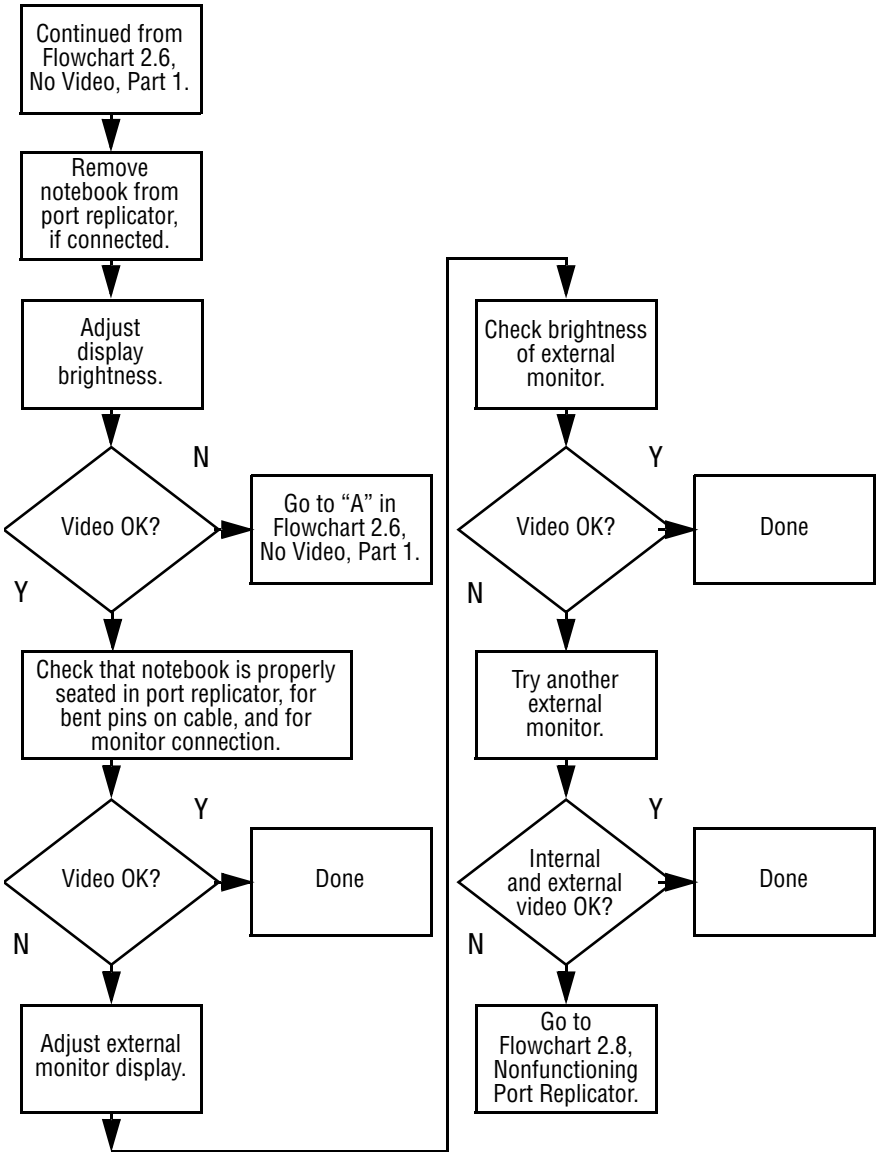 Continued from
Flowchart 2.6,
No Video, Part 1.
Remove
notebook from
port replicator,
if connected.
Adjust
display
brightness.
N
Video OK?
Go to “A” in
Flowchart 2.6,
No Video, Part 1.
Y
Check that notebook is properly
seated in port replicator, for
bent pins on cable, and for
monitor connection.
Y
Video OK?
Done
N
Adjust external
monitor display.
Check brightness
of external
monitor.
Y
Video OK?
Done
N
Try another
external
monitor.
Y
Internal
and external
video OK?
Done
N
Go to
Flowchart 2.8,
Nonfunctioning
Port Replicator.